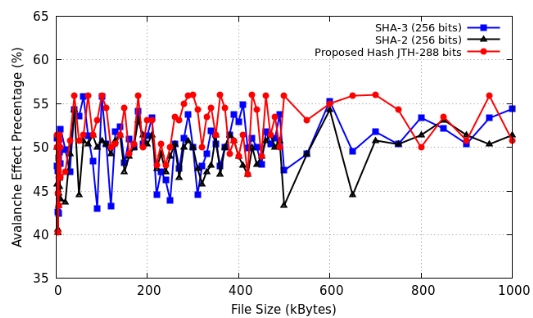 SHA-3 (256 bits)
SHA-2 (256 bits)
Proposed Hash JTH-288 bits
Avalanche Effect Precentage (%)
65
60
55
50
45
40
35
0
200
400
600
800
1000
File Size (kBytes)